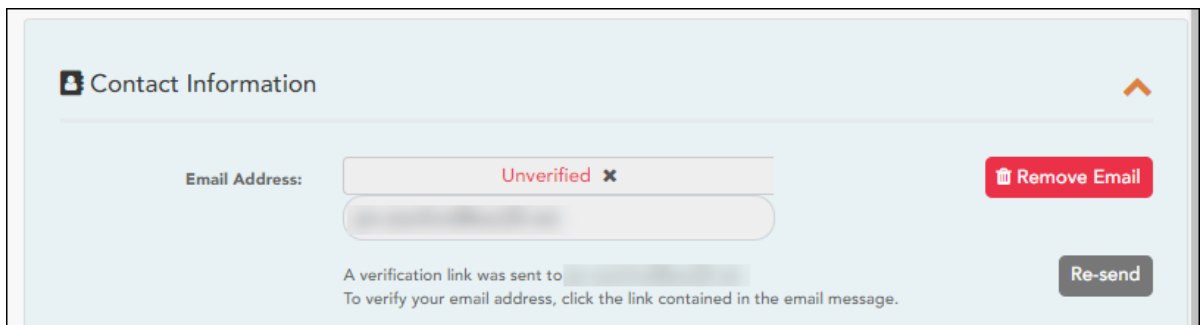 Contact Information
Email Address:
Unverified
Remove Email
A verification link was sent to
To verify your email address, click the link contained in the email message.
Re-send